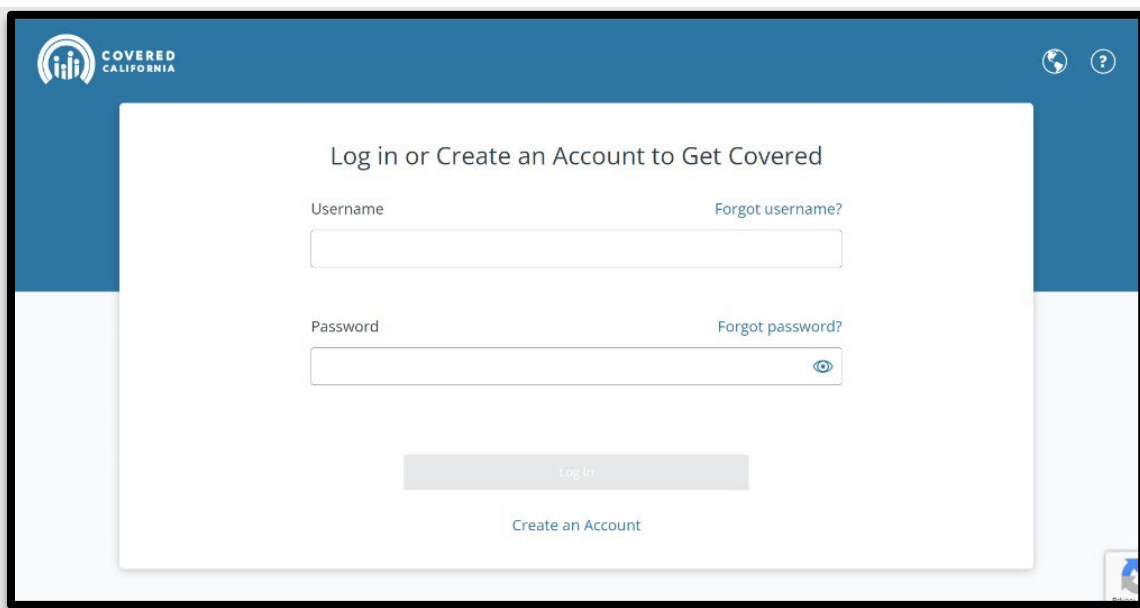 COVERED
CALIFORNIA
?
Log in or Create an Account to Get Covered
Username Forgot username?
Password Forgot password?
Log In
Create an Account